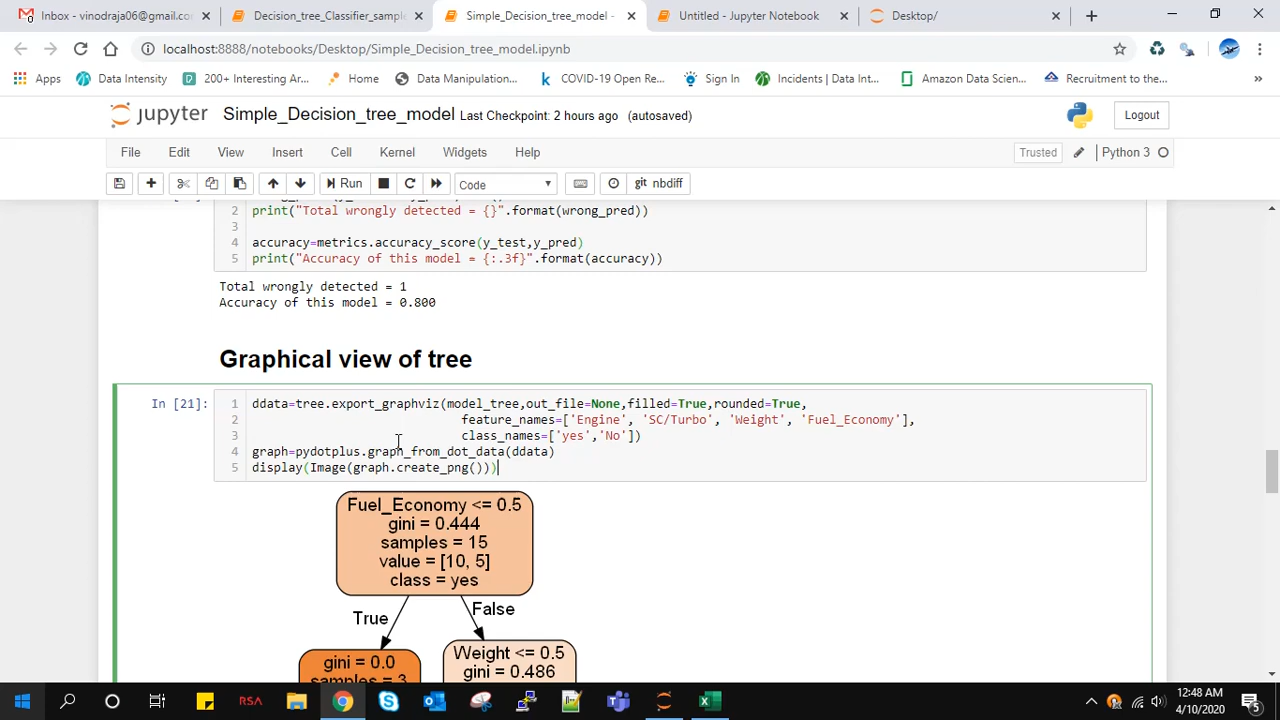 Inbox - vinodraja06@gmail.c
Decision_tree_Classifier_sampl
Simple_Decision_tree_model -
Untitled - Jupyter Notebook
Desktop/
localhost:8888/notebooks/Desktop/Simple_Decision_tree_model.ipynb
Apps
Data Intensity
200+ Interesting Ar...
Home
Data Manipulation...
COVID-19 Open Re...
Sign In
Incidents | Data Int...
Amazon Data Scien...
Recruitment to the...
»
jupyter
Simple_Decision_tree_model Last Checkpoint: 2 hours ago (autosaved)
Logout
File Edit View Insert Cell Kernel Widgets Help
Trusted
Python 3
Run
Code
git nbdiff
2 print("Total wrongly detected = {}".format(wrong_pred))
3
4 accuracy=metrics.accuracy_score(y_test,y_pred)
5 print("Accuracy of this model = {:.3f}".format(accuracy))
Total wrongly detected = 1
Accuracy of this model = 0.800
Graphical view of tree
In [21]:
1 ddata=tree.export_graphviz(model_tree,out_file=None,filled=True,rounded=True,
2 feature_names=['Engine', 'SC/Turbo', 'Weight', 'Fuel_Economy'],
3 class_names=['yes','No'])
4 graph=pydotplus.graph_from_dot_data(ddata)
5 display(Image(graph.create_png()))
Fuel_Economy <= 0.5
gini = 0.444
samples = 15
value = [10, 5]
class = yes
True
False
gini = 0.0
samples = 3
Weight <= 0.5
gini = 0.486
RSA
12:48 AM
4/10/2020
5